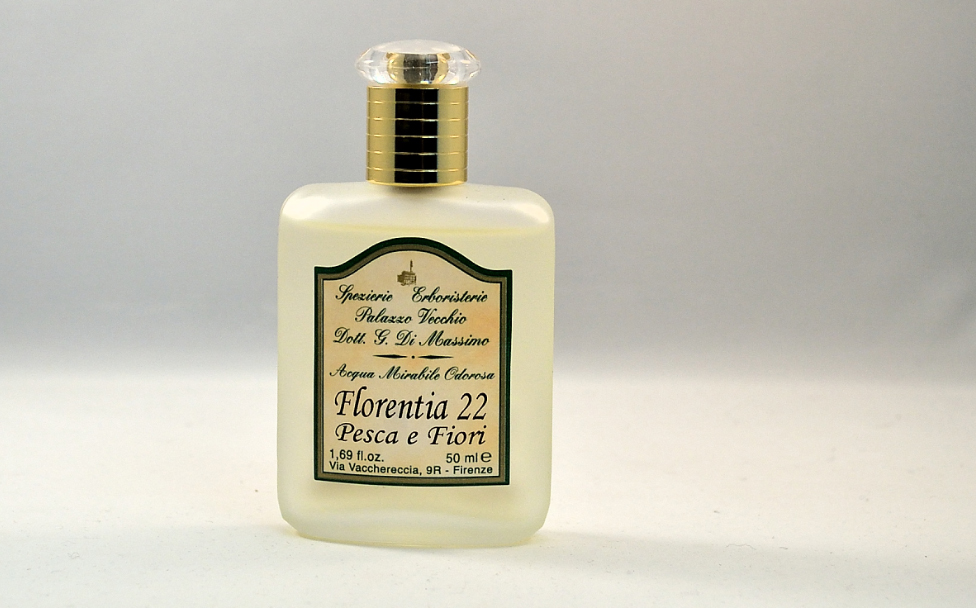 Spezierie Erboristerie
Palazzo Vecchio
Dott. G. Di Massimo
Acqua Mirabile Odorosa
Florentia 22
Pesca e Fiori
1,69 fl.oz. 50 ml e
Via Vacchereccia, 9R - Firenze